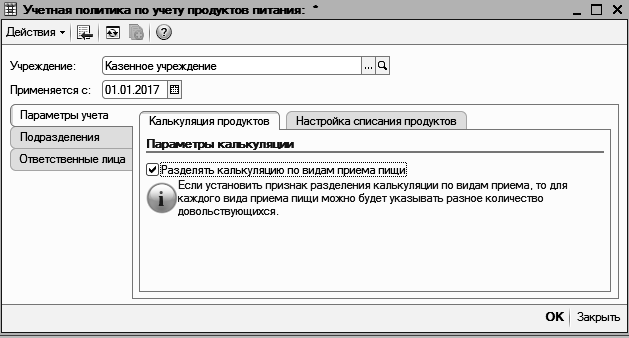 Учетная политика по учету продуктов питания: *
Действия
Учреждение: Казенное учреждение ...
Применяется с: 01.01.2017
Параметры учета
Подразделения
Ответственные лица
Калькуляция продуктов Настройка списания продуктов
Параметры калькуляции
Разделять калькуляцию по видам приема пищи
Если установить признак разделения калькуляции по видам приема, то для
каждого вида приема пищи можно будет указывать разное количество
довольствующихся.
OK Закрыть